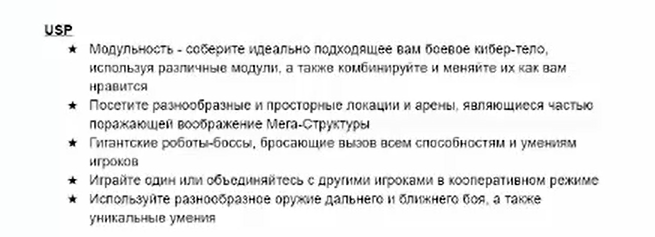 USP
★ Модульность - соберите идеально подходящее вам боевое кибер-тело,
используя различные модули, а также комбинируйте и меняйте их как вам
нравится
★ Посетите разнообразные и просторные локации и арены, являющиеся частью
поражающей воображение Мега-Структуры
★ Гигантские роботы-боссы, бросающие вызов всем способностям и умениям
игроков
★ Играйте один или объединяйтесь с другими игроками в кооперативном режиме
★ Используйте разнообразное оружие дальнего и ближнего боя, а также
уникальные умения